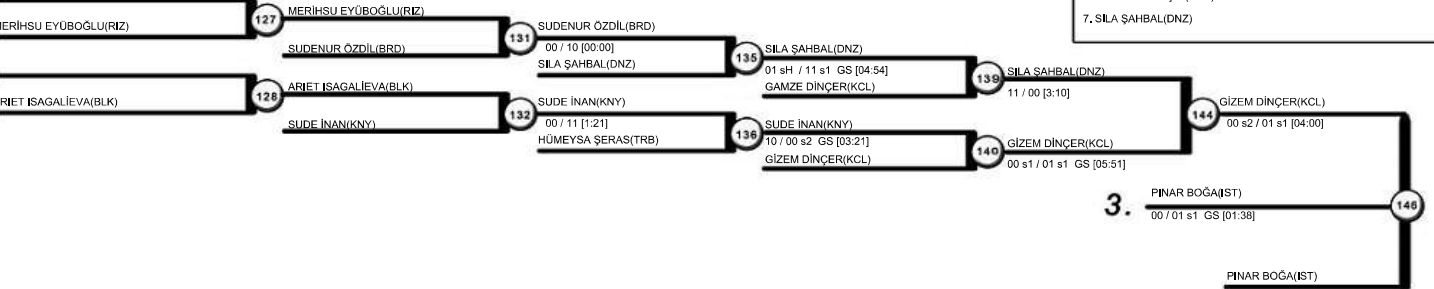 7. SILA ŞAHBAL(DNZ)
MERİHSU EYÜBOĞLU(RIZ)
127
MERİHSU EYÜBOĞLU(RIZ)
SUDENUR ÖZDİL(BRD)
131
SUDENUR ÖZDİL(BRD)
00 / 10 [00:00]
SILA ŞAHBAL(DNZ)
135
SILA ŞAHBAL(DNZ)
01 sH / 11 s1 GS [04:54]
GAMZE DİNÇER(KCL)
139
SILA ŞAHBAL(DNZ)
11 / 00 [3:10]
ARIET ISAGALİEVA(BLK)
128
ARIET ISAGALİEVA(BLK)
SUDE İNAN(KNY)
132
SUDE İNAN(KNY)
00 / 11 [1:21]
HÜMEYSA ŞERAS(TRB)
136
SUDE İNAN(KNY)
10 / 00 s2 GS [03:21]
GİZEM DİNÇER(KCL)
140
GİZEM DİNÇER(KCL)
00 s1 / 01 s1 GS [05:51]
144
GİZEM DİNÇER(KCL)
00 s2 / 01 s1 [04:00]
3.
PINAR BOĞA(IST)
00 / 01 s1 GS [01:38]
146
PINAR BOĞA(IST)